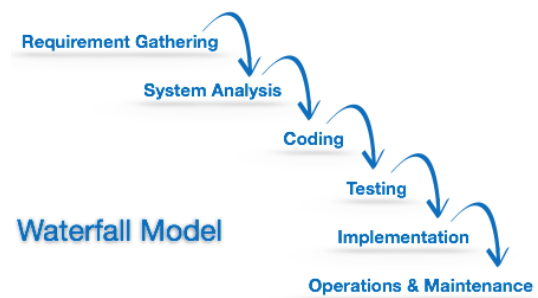 Requirement Gathering
System Analysis
Coding
Testing
Waterfall Model
Implementation
Operations & Maintenance